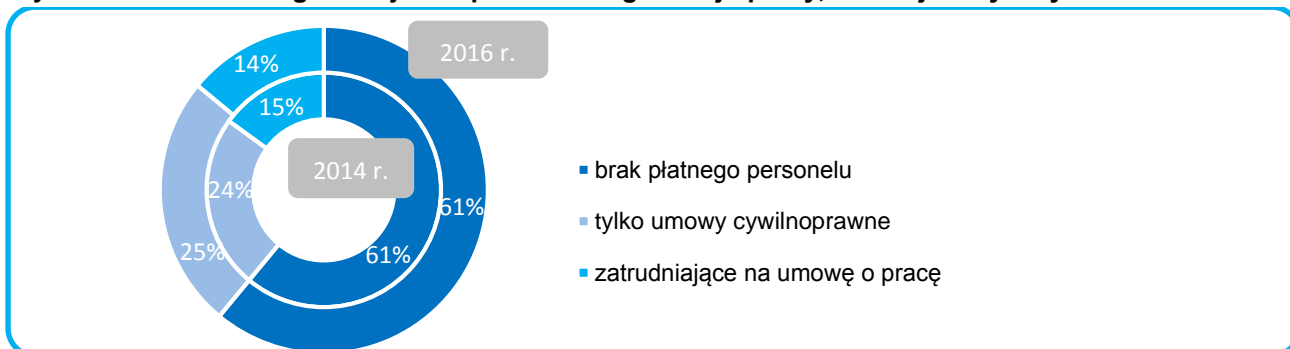 2016 r.
14%
15%
2014 r.
24%
25%
61%
61%
brak płatnego personelu
tylko umowy cywilnoprawne
zatrudniające na umowę o pracę